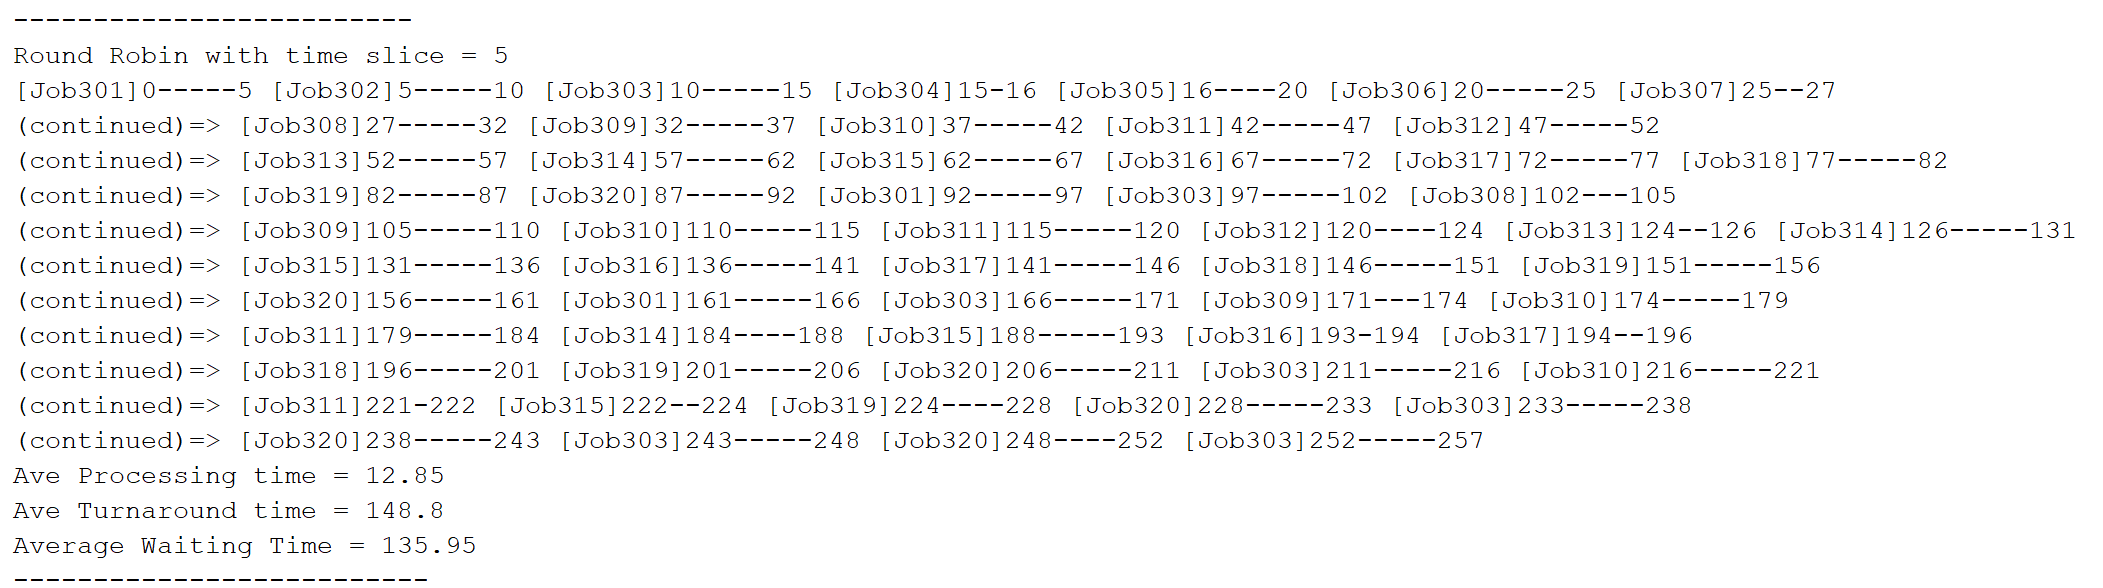 -------------------------
Round Robin with time slice = 5
[Job301]0-----5 [Job302]5-----10 [Job303]10-----15 [Job304]15-16 [Job305]16----20 [Job306]20-----25 [Job307]25--27
(continued)=> [Job308]27-----32 [Job309]32-----37 [Job310]37-----42 [Job311]42-----47 [Job312]47-----52
(continued)=> [Job313]52-----57 [Job314]57-----62 [Job315]62-----67 [Job316]67-----72 [Job317]72-----77 [Job318]77-----82
(continued)=> [Job319]82-----87 [Job320]87-----92 [Job301]92-----97 [Job303]97-----102 [Job308]102---105
(continued)=> [Job309]105-----110 [Job310]110-----115 [Job311]115-----120 [Job312]120----124 [Job313]124--126 [Job314]126-----131
(continued)=> [Job315]131-----136 [Job316]136-----141 [Job317]141-----146 [Job318]146-----151 [Job319]151-----156
(continued)=> [Job320]156-----161 [Job301]161-----166 [Job303]166-----171 [Job309]171---174 [Job310]174-----179
(continued)=> [Job311]179-----184 [Job314]184----188 [Job315]188-----193 [Job316]193-194 [Job317]194--196
(continued)=> [Job318]196-----201 [Job319]201-----206 [Job320]206-----211 [Job303]211-----216 [Job310]216-----221
(continued)=> [Job311]221-222 [Job315]222--224 [Job319]224----228 [Job320]228-----233 [Job303]233-----238
(continued)=> [Job320]238-----243 [Job303]243-----248 [Job320]248----252 [Job303]252-----257
Ave Processing time = 12.85
Ave Turnaround time = 148.8
Average Waiting Time = 135.95
--------------------------